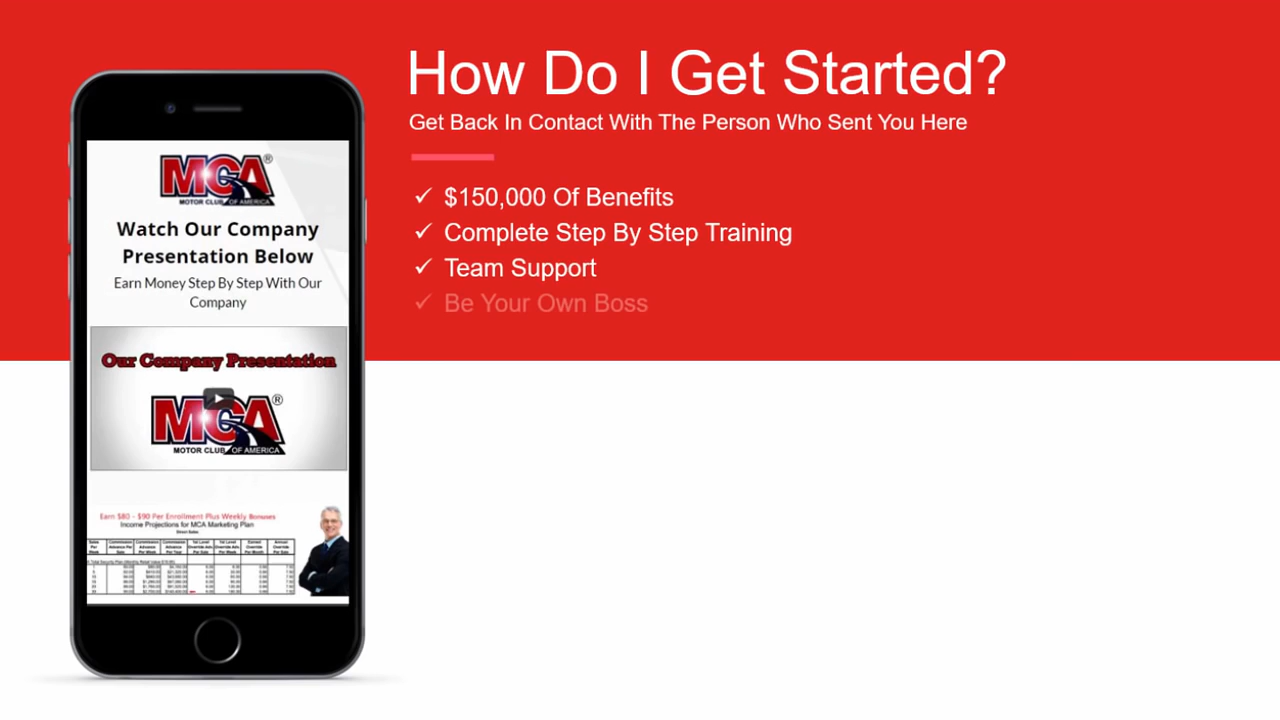 How Do I Get Started?
Get Back In Contact With The Person Who Sent You Here
✓ $150,000 Of Benefits
✓ Complete Step By Step Training
✓ Team Support
✓ Be Your Own Boss
MCA®
MOTOR CLUB OF AMERICA
Watch Our Company
Presentation Below
Earn Money Step By Step With Our
Company
Our Company Presentation
MCA®
MOTOR CLUB OF AMERICA
Earn $80 - $90 Per Enrollment Plus Weekly Bonuses
Income Projections for MCA Marketing Plan
Direct Sales